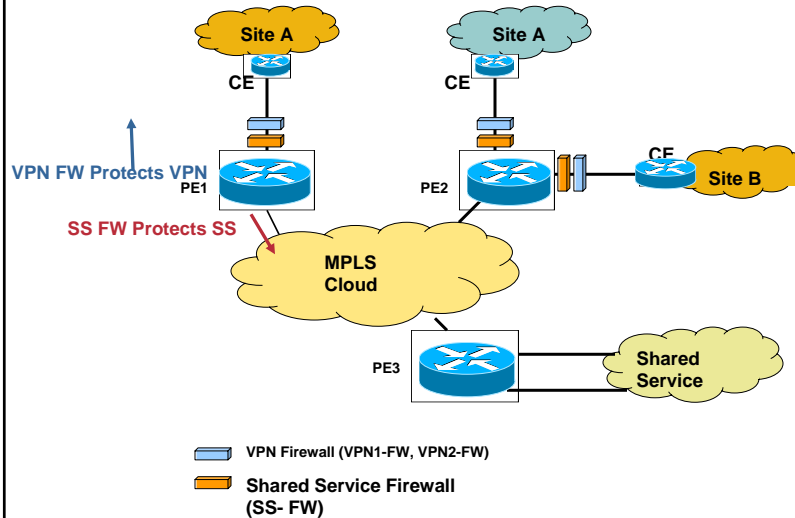 Site A
Site A
CE
CE
VPN FW Protects VPN
PE1
PE2
CE
Site B
SS FW Protects SS
MPLS
Cloud
PE3
Shared
Service
VPN Firewall (VPN1-FW, VPN2-FW)
Shared Service Firewall
(SS- FW)